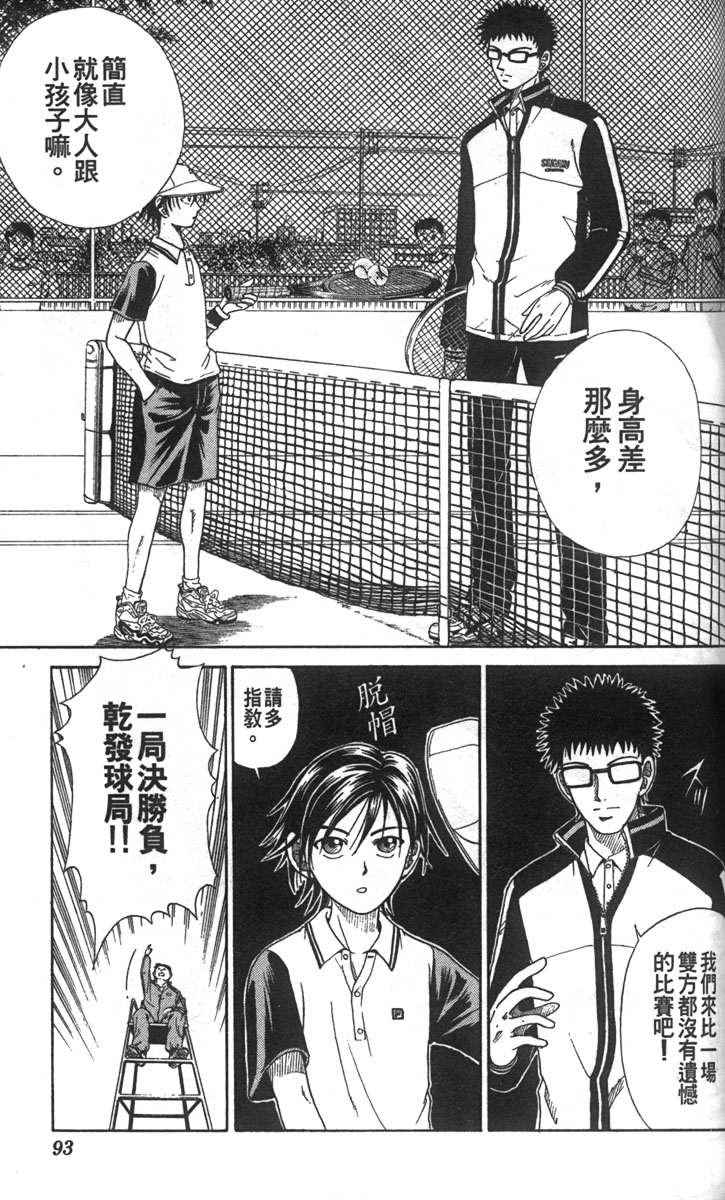 身高差
那麼多，
簡直
就像大人跟
小孩子嘛。
SEIGAKU
我們來比一場
雙方都沒有遺憾
的比賽吧！
脫帽
請多
指教。
一局決勝負，
乾發球局!!
93